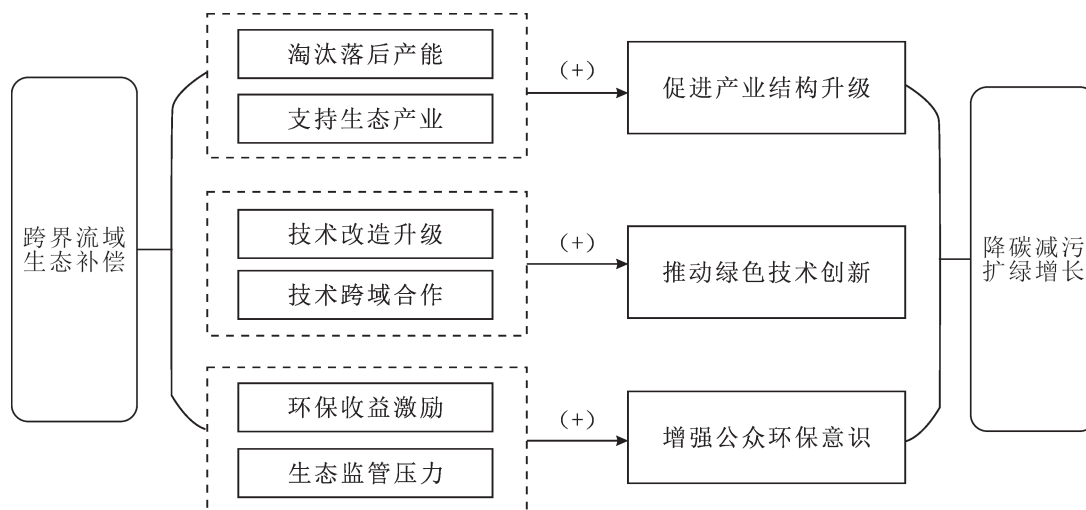 跨界流域
生态补偿
淘汰落后产能
支持生态产业
(+)
促进产业结构升级
技术改造升级
技术跨域合作
(+)
推动绿色技术创新
环保收益激励
生态监管压力
(+)
增强公众环保意识
降碳减污
扩绿增长